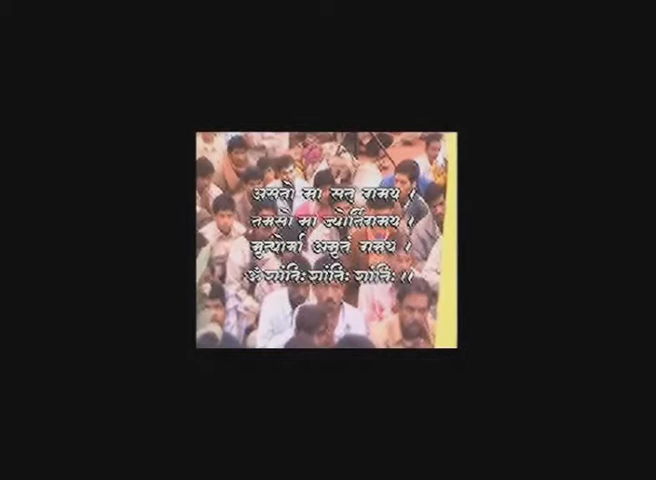 असतो मा सत् गमय ।
तमसो मा ज्योर्तिगमय ।
मृत्योर्मा अमृतं गमय ।
ॐ शांतिः शांतिः शांतिः ।।